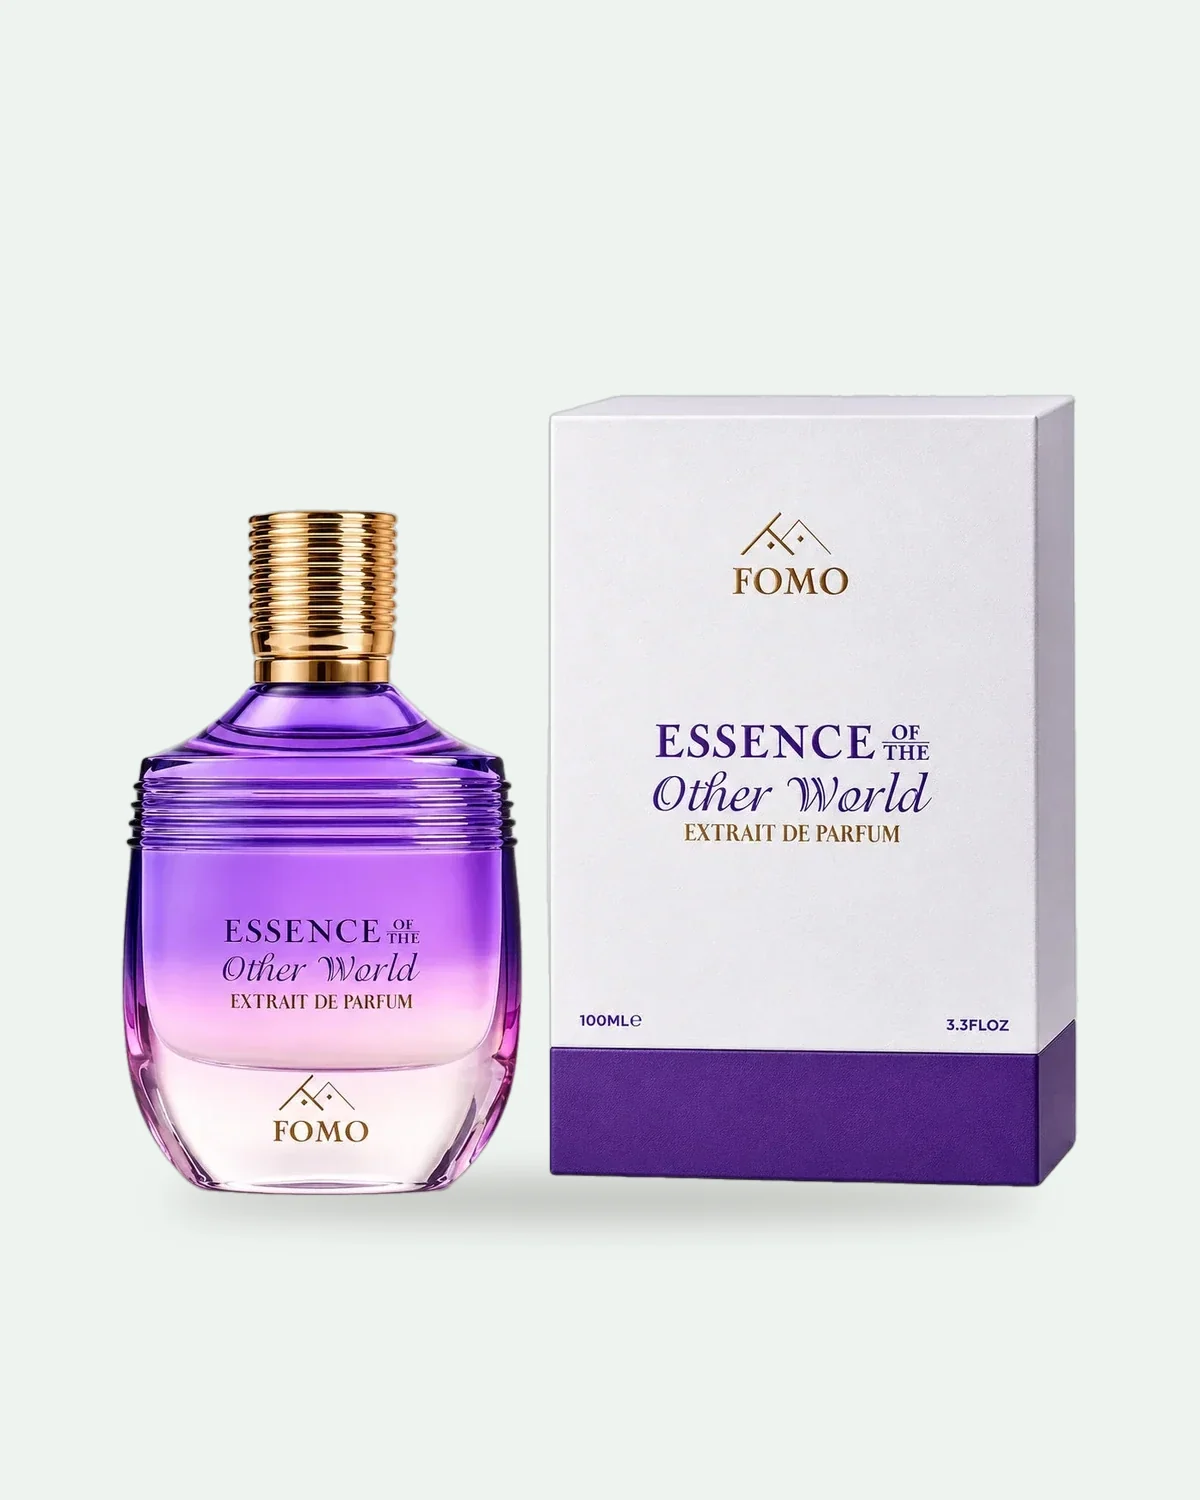 ESSENCE OF THE
Other World
EXTRAIT DE PARFUM
FOMO
FOMO
ESSENCE OF THE
Other World
EXTRAIT DE PARFUM
100ML℮
3.3FLOZ